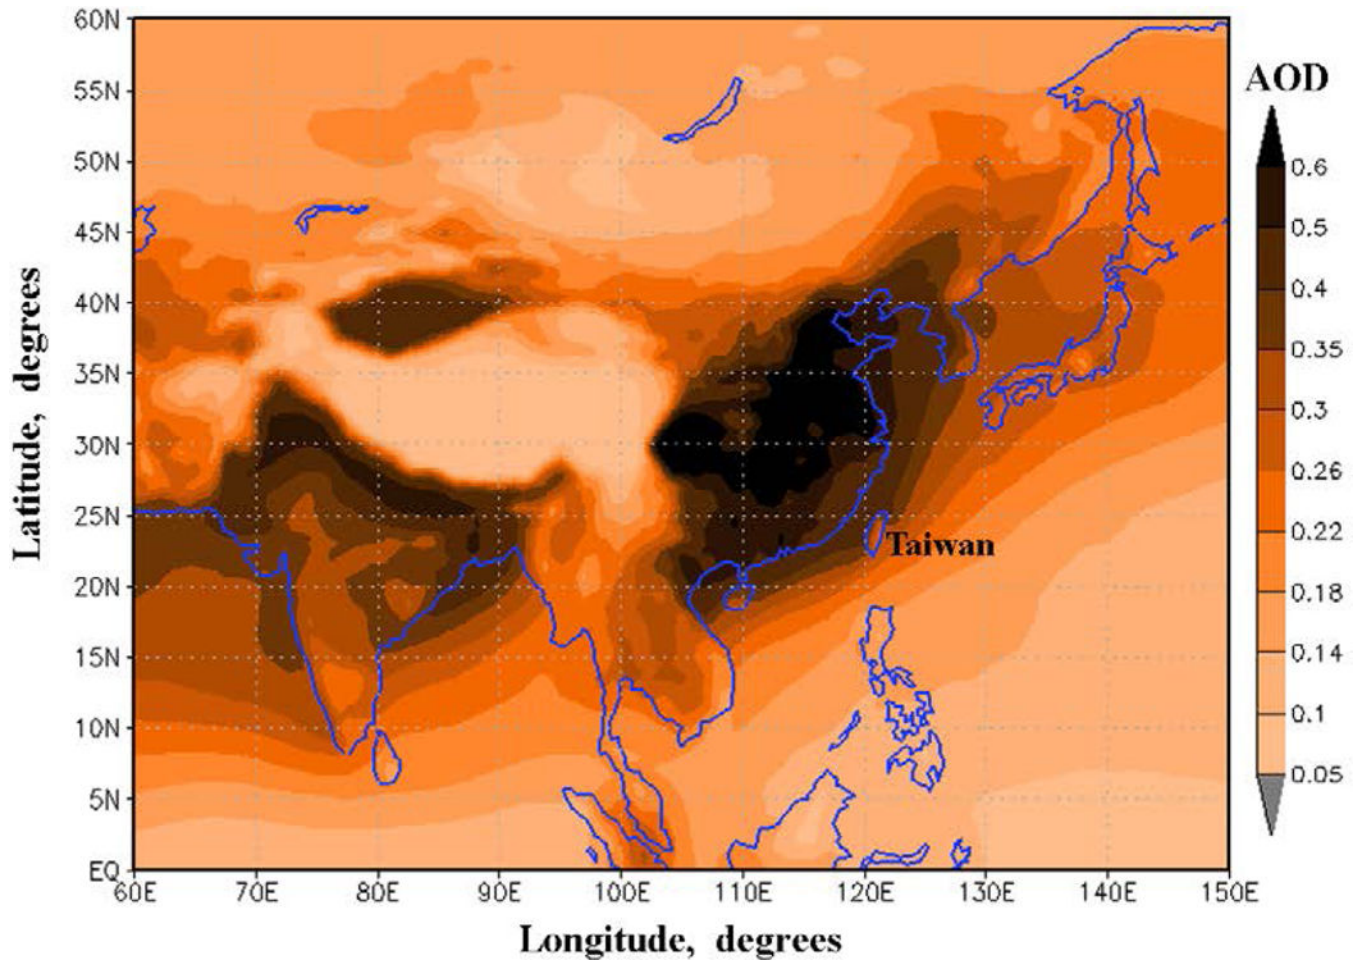 60N
55N
50N
45N
40N
35N
30N
25N
20N
15N
10N
5N
EQ
Latitude, degrees
60E 70E 80E 90E 100E 110E 120E 130E 140E 150E
Longitude, degrees
Taiwan
AOD
0.6
0.5
0.4
0.35
0.3
0.26
0.22
0.18
0.14
0.1
0.05